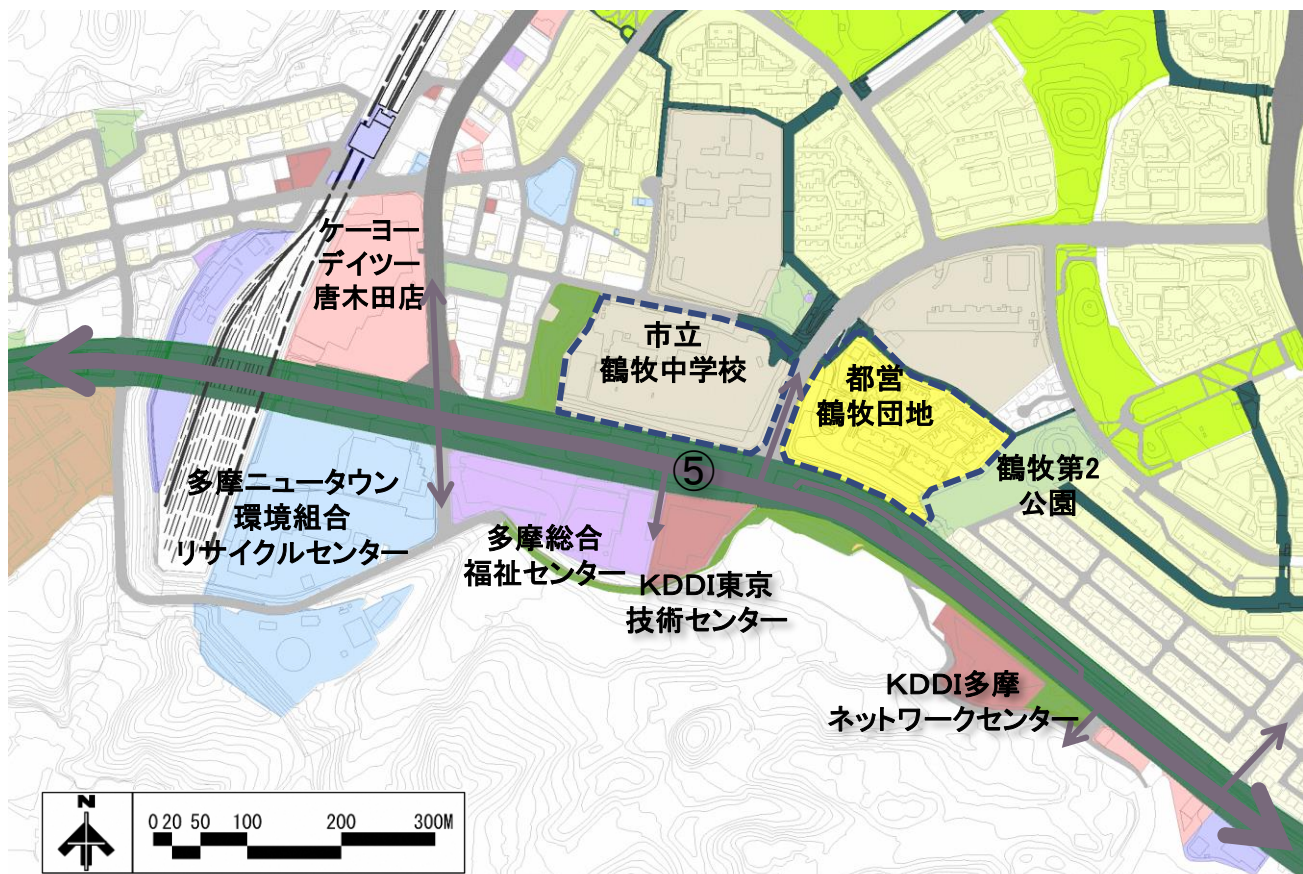 ケーヨー
デイツー
唐木田店
市立
鶴牧中学校
都営
鶴牧団地
⑤
鶴牧第2
公園
多摩ニュータウン
環境組合
リサイクルセンター
多摩総合
福祉センター
KDDI東京
技術センター
KDDI多摩
ネットワークセンター
N
0 20 50 100 200 300M